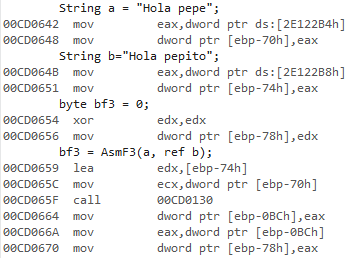 String a = "Hola pepe";
00CD0642 mov eax,dword ptr ds:[2E122B4h]
00CD0648 mov dword ptr [ebp-70h],eax
String b="Hola pepito";
00CD064B mov eax,dword ptr ds:[2E122B8h]
00CD0651 mov dword ptr [ebp-74h],eax
byte bf3 = 0;
00CD0654 xor edx,edx
00CD0656 mov dword ptr [ebp-78h],edx
bf3 = AsmF3(a, ref b);
00CD0659 lea edx,[ebp-74h]
00CD065C mov ecx,dword ptr [ebp-70h]
00CD065F call 00CD0130
00CD0664 mov dword ptr [ebp-0BCh],eax
00CD066A mov eax,dword ptr [ebp-0BCh]
00CD0670 mov dword ptr [ebp-78h],eax